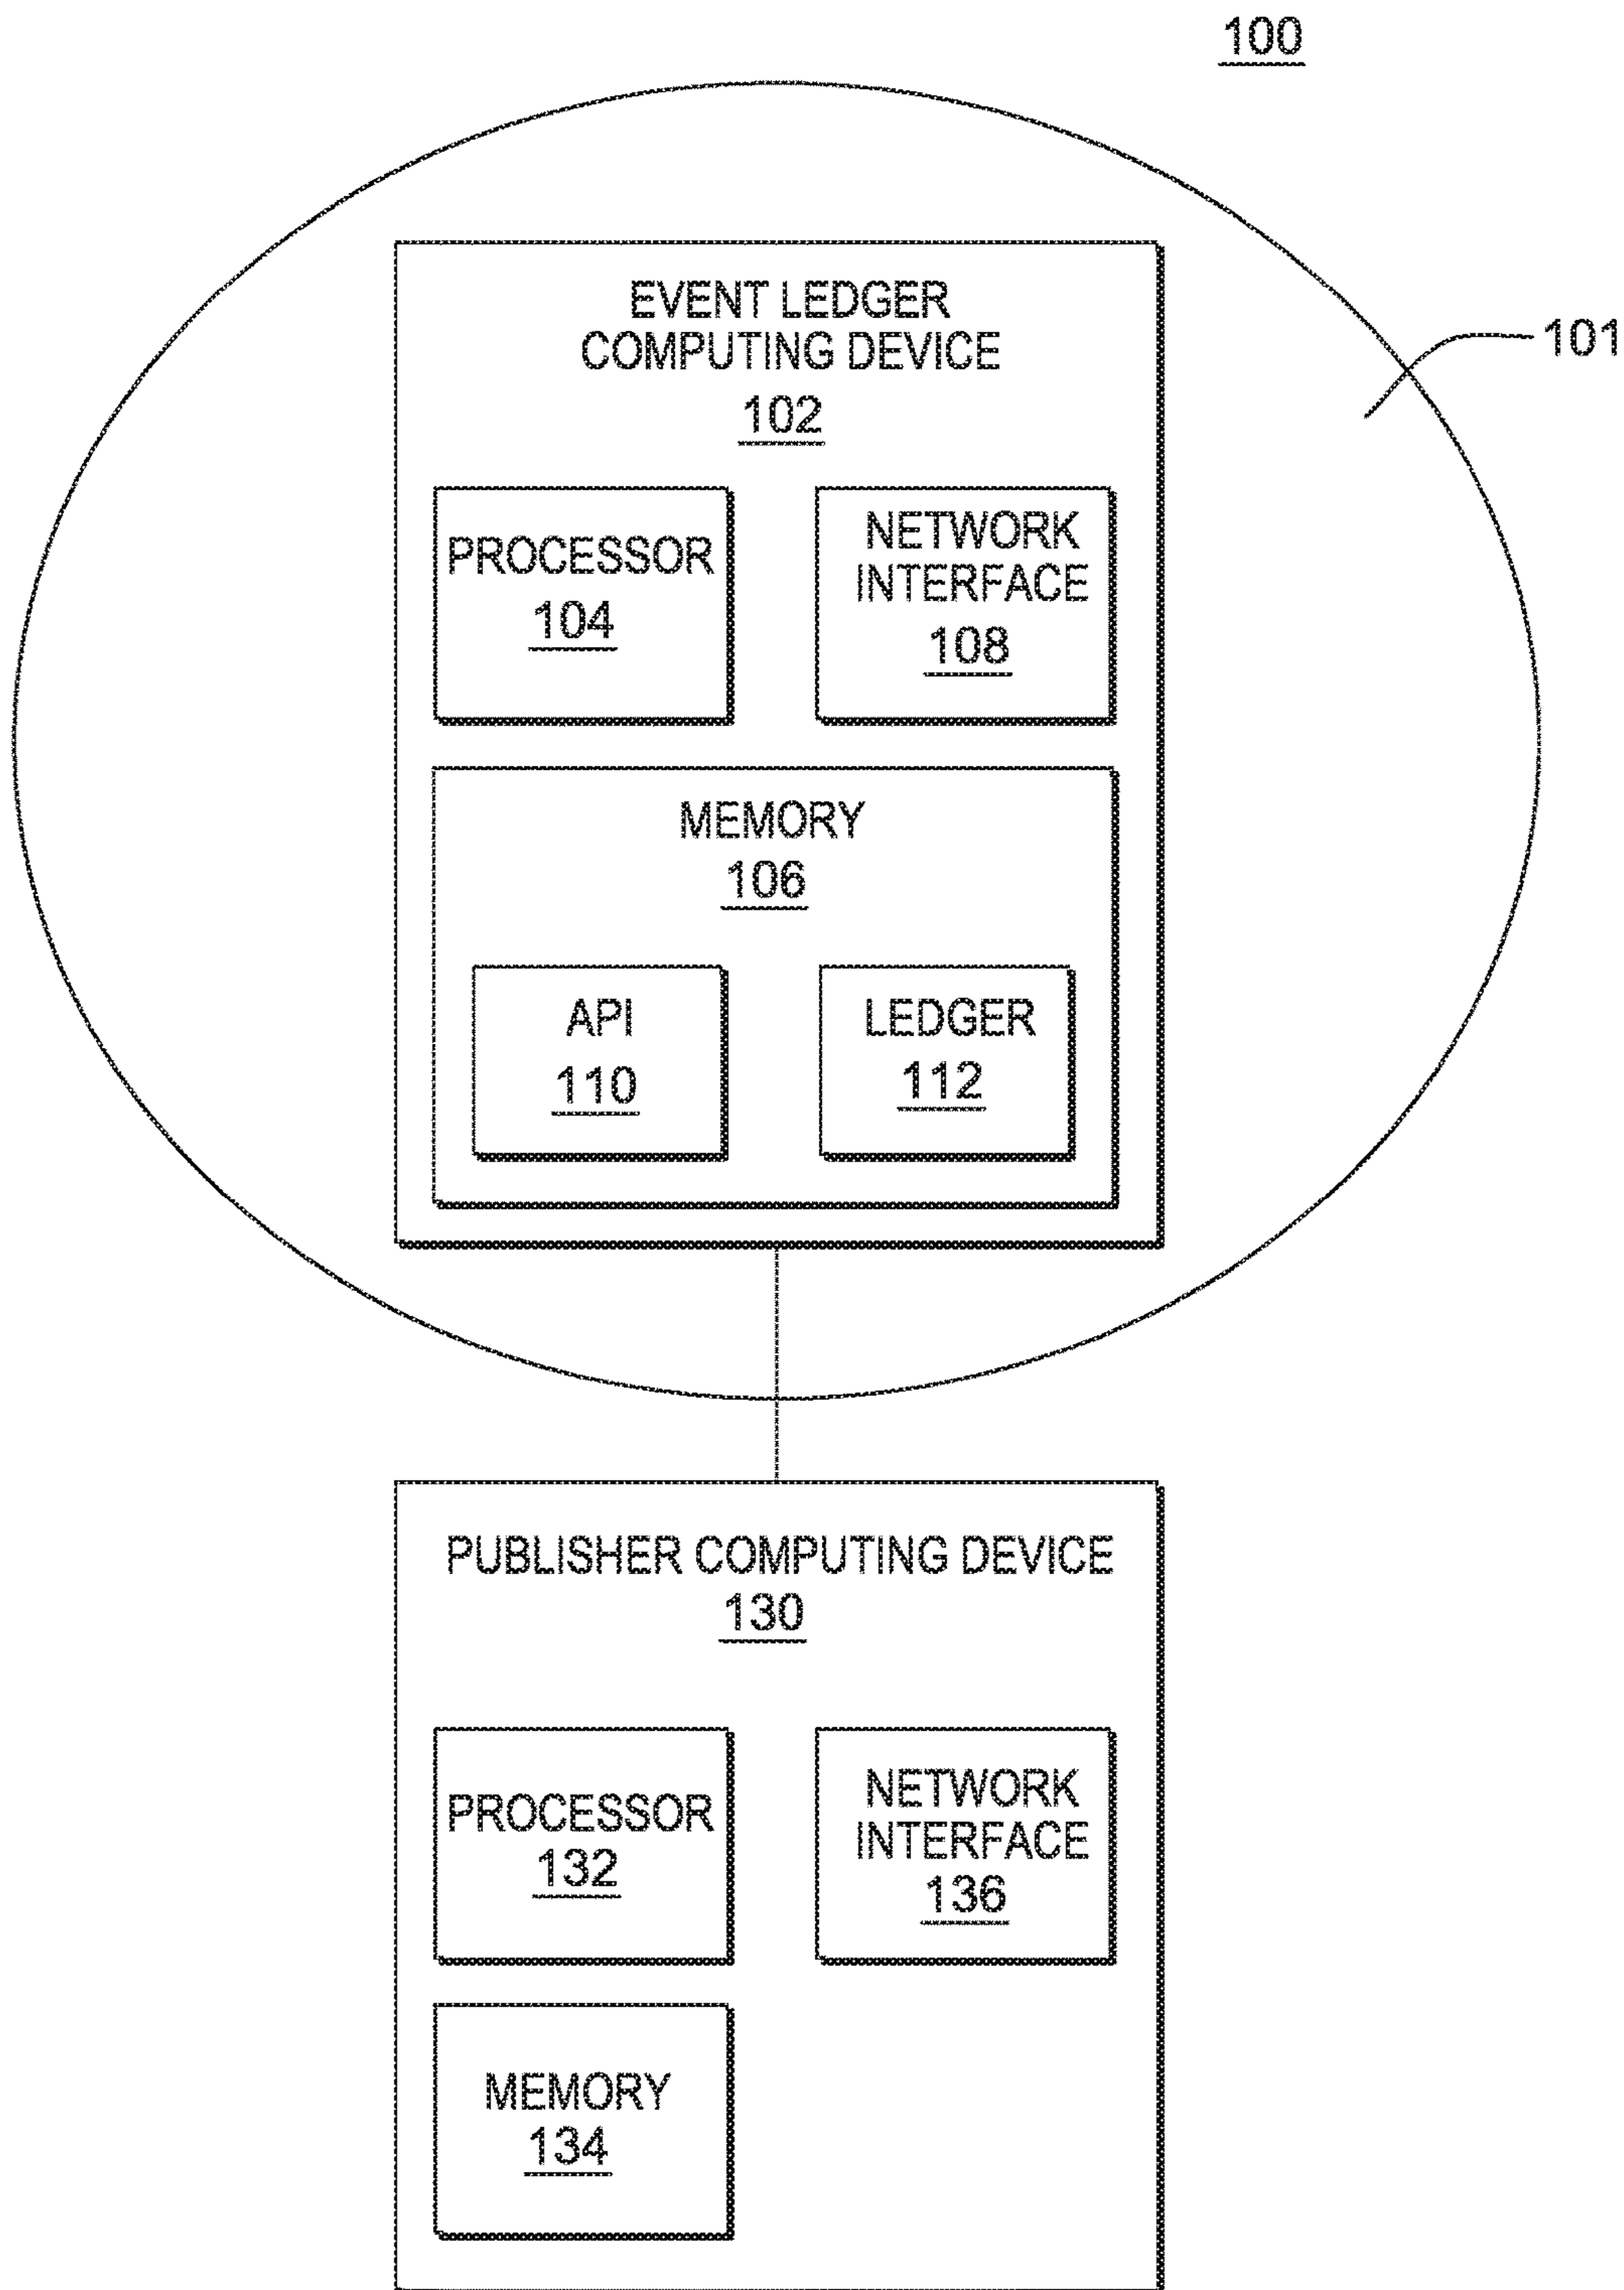 100
EVENT LEDGER
COMPUTING DEVICE
102
101
PROCESSOR
104
NETWORK
INTERFACE
108
MEMORY
106
API
110
LEDGER
112
PUBLISHER COMPUTING DEVICE
130
PROCESSOR
132
NETWORK
INTERFACE
136
MEMORY
134